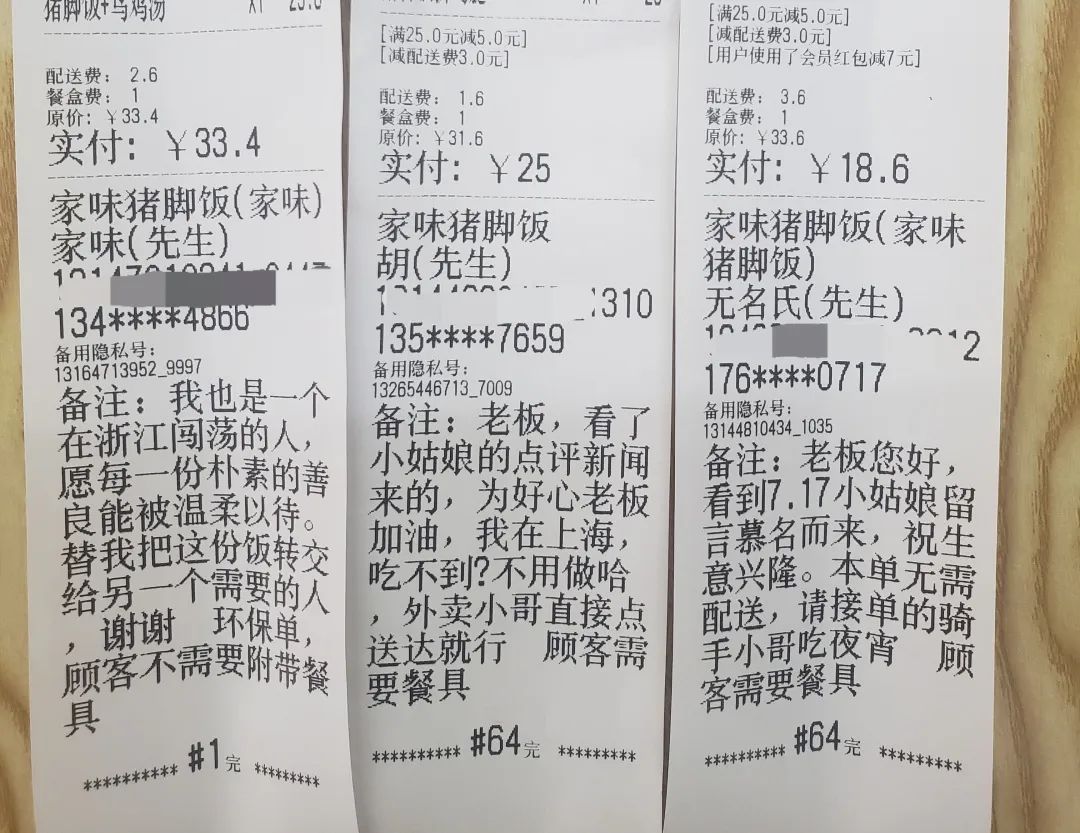 猪脚饭+乌鸡汤 X1
配送费: 2.6
餐盒费: 1
原价: ￥33.4
实付: ￥33.4
家味猪脚饭(家味)
家味(先生)
134****4866
备用隐私号:
13164713952_9997
备注: 我也是一个
在浙江闯荡的人,
愿每一份朴素的善
良能被温柔以待。
替我把这份饭转交
给另一个需要的人
, 谢谢 环保单,
顾客不需要附带餐
具
********** #1完 *********
[满25.0元减5.0元]
[减配送费3.0元]
配送费: 1.6
餐盒费: 1
原价: ￥31.6
实付: ￥25
家味猪脚饭
胡(先生)
1310
135****7659
备用隐私号:
13265446713_7009
备注: 老板, 看了
小姑娘的点评新闻
来的, 为好心老板
加油, 我在上海,
吃不到?不用做哈
, 外卖小哥直接点
送达就行 顾客需
要餐具
********** #64完 *********
[满25.0元减5.0元]
[减配送费3.0元]
[用户使用了会员红包减7元]
配送费: 3.6
餐盒费: 1
原价: ￥33.6
实付: ￥18.6
家味猪脚饭(家味
猪脚饭)
无名氏(先生)
176****0717
备用隐私号:
13144810434_1035
备注: 老板您好,
看到7.17小姑娘留
言慕名而来, 祝生
意兴隆。本单无需
配送, 请接单的骑
手小哥吃夜宵 顾
客需要餐具
********** #64完 *********